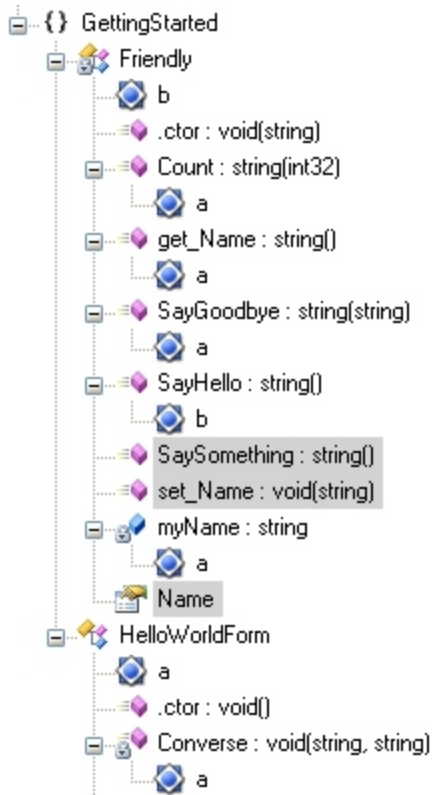 {} GettingStarted
Friendly
b
.ctor : void(string)
Count : string(int32)
a
get_Name : string()
a
SayGoodbye : string(string)
a
SayHello : string()
b
SaySomething : string()
set_Name : void(string)
myName : string
a
Name
HelloWorldForm
a
.ctor : void()
Converse : void(string, string)
a